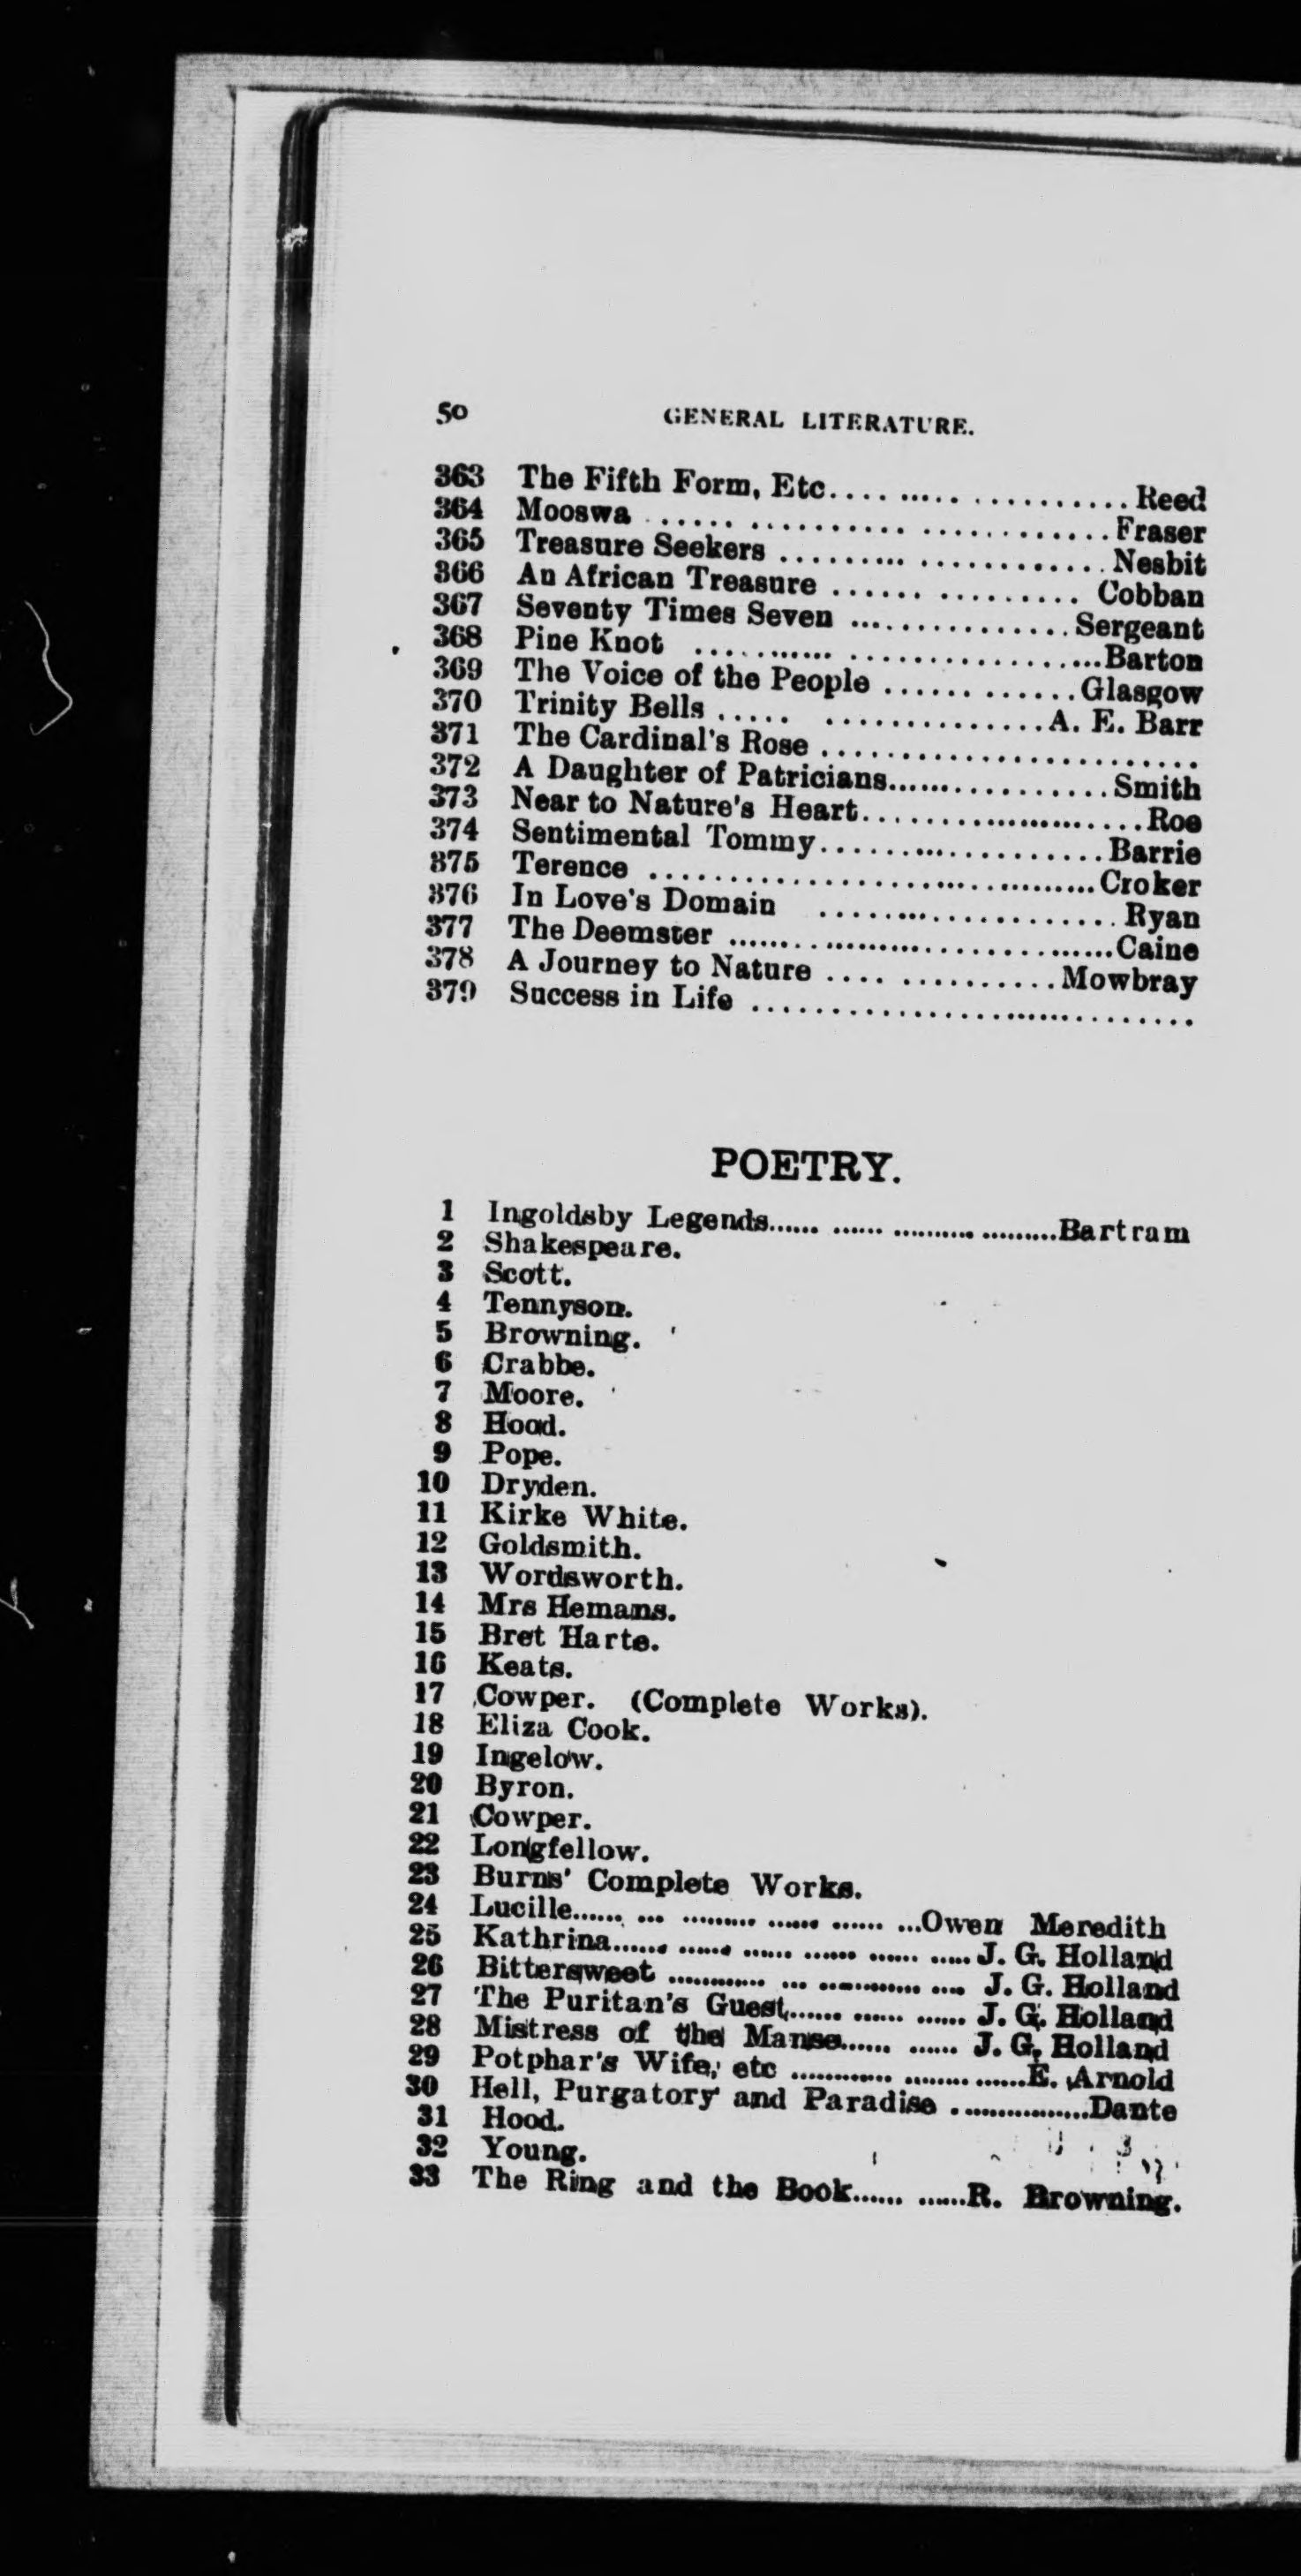 50 GENERAL LITERATURE.
363 The Fifth Form, Etc.... ...... ............Reed
364 Mooswa ...... .......... ............Fraser
365 Treasure Seekers .......... ............Nesbit
366 An African Treasure ....... .......... Cobban
367 Seventy Times Seven ...............Sergeant
368 Pine Knot ........... ................Barton
369 The Voice of the People .............Glasgow
370 Trinity Bells ..... ..............A. E. Barr
371 The Cardinal's Rose ........................
372 A Daughter of Patricians.................Smith
373 Near to Nature's Heart....................Roe
374 Sentimental Tommy......................Barrie
375 Terence .............................Croker
376 In Love's Domain ....................Ryan
377 The Deemster .........................Caine
378 A Journey to Nature .... ...........Mowbray
379 Success in Life ............................
POETRY.
1 Ingoldsby Legends...... ...... .......... .........Bartram
2 Shakespeare.
3 Scott.
4 Tennyson.
5 Browning.
6 Crabbe.
7 Moore.
8 Hood.
9 Pope.
10 Dryden.
11 Kirke White.
12 Goldsmith.
13 Wordsworth.
14 Mrs Hemans.
15 Bret Harte.
16 Keats.
17 Cowper. (Complete Works).
18 Eliza Cook.
19 Ingelow.
20 Byron.
21 Cowper.
22 Longfellow.
23 Burns' Complete Works.
24 Lucille...... ... ......... ...... ...... ...Owen Meredith
25 Kathrina...... ...... ...... ...... ...... .....J. G. Holland
26 Bittersweet ............ ... ............ .... J. G. Holland
27 The Puritan's Guest...... ...... ...... J. G. Holland
28 Mistress of the Manse...... ...... J. G. Holland
29 Potphar's Wife, etc ............ ...............E. Arnold
30 Hell, Purgatory and Paradise .................Dante
31 Hood.
32 Young.
33 The Ring and the Book...... ......R. Browning.